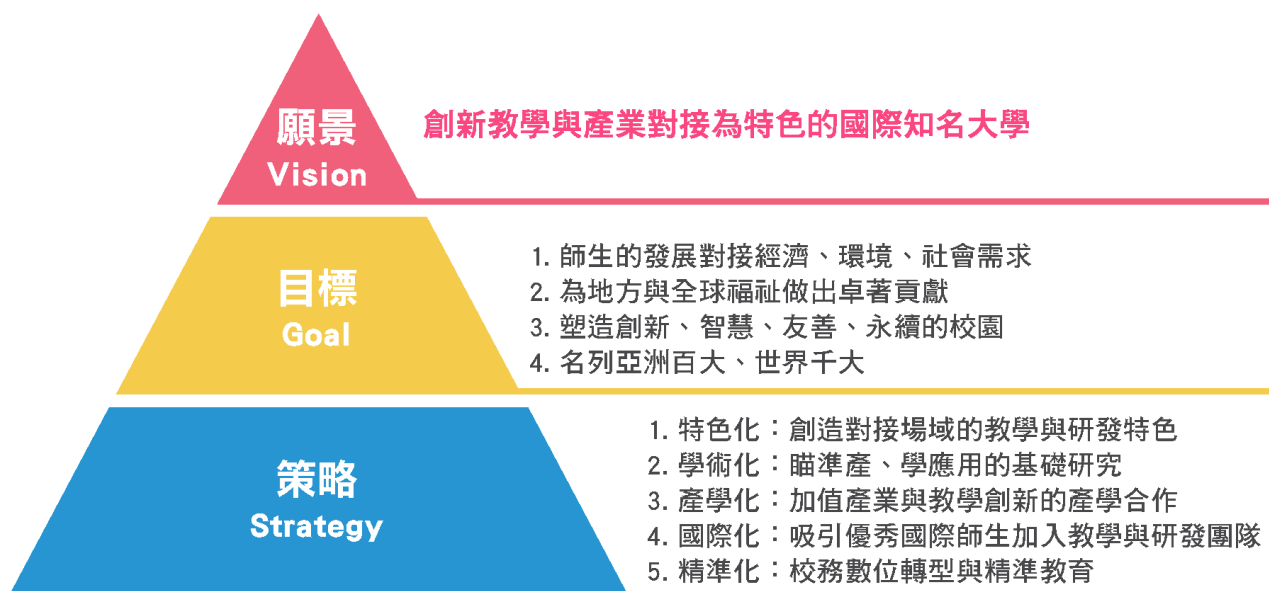 願景
Vision
創新教學與產業對接為特色的國際知名大學
目標
Goal
1. 師生的發展對接經濟、環境、社會需求
2. 為地方與全球福祉做出卓著貢獻
3. 塑造創新、智慧、友善、永續的校園
4. 名列亞洲百大、世界千大
策略
Strategy
1. 特色化：創造對接場域的教學與研發特色
2. 學術化：瞄準產、學應用的基礎研究
3. 產學化：加值產業與教學創新的產學合作
4. 國際化：吸引優秀國際師生加入教學與研發團隊
5. 精準化：校務數位轉型與精準教育